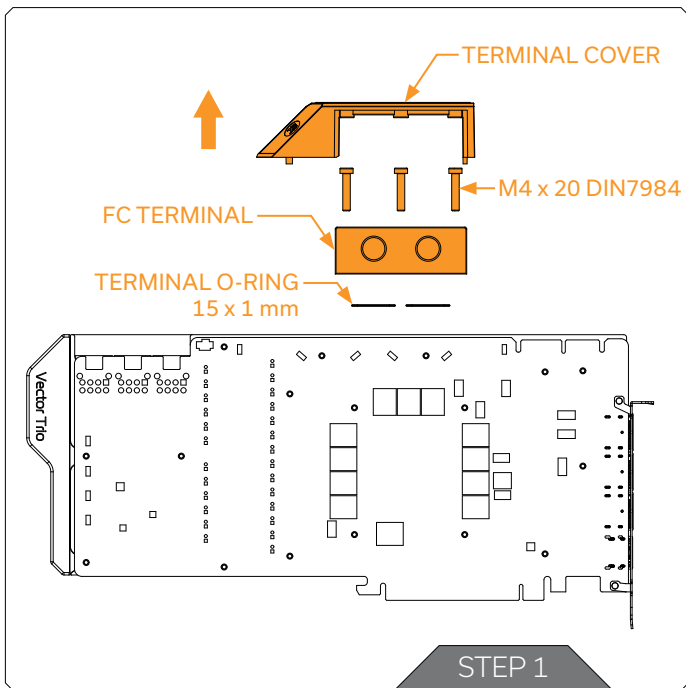 TERMINAL COVER
M4 x 20 DIN7984
FC TERMINAL
TERMINAL O-RING
15 x 1 mm
Vector Trio
STEP 1